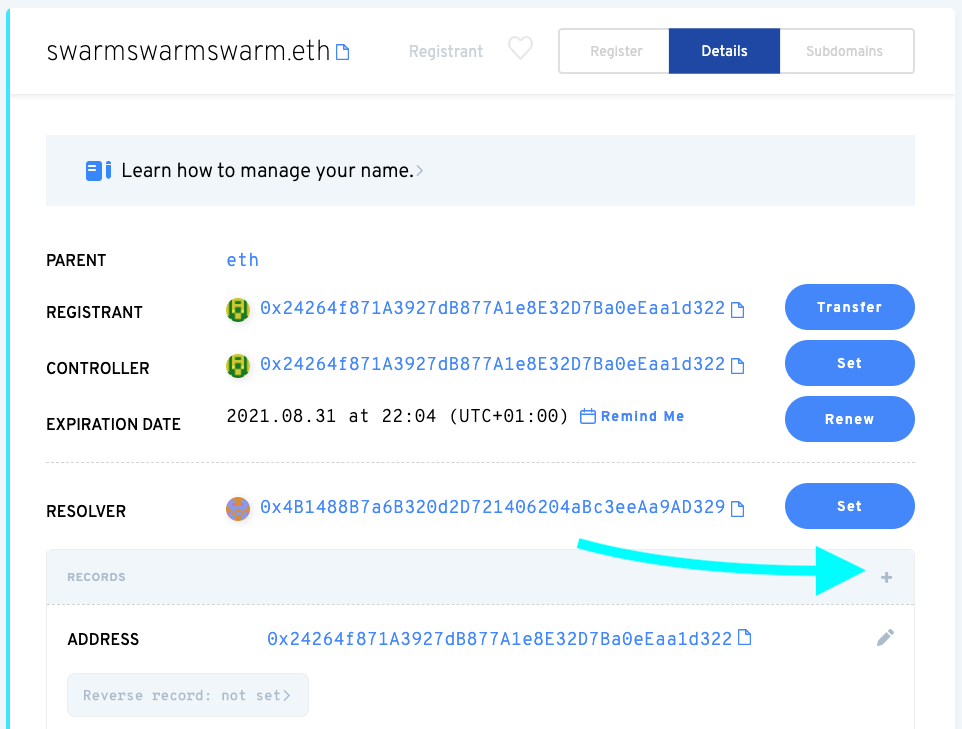 swarmswarmswarm.eth Registrant Register Details Subdomains
Learn how to manage your name.
PARENT eth
REGISTRANT 0x24264f871A3927dB877A1e8E32D7Ba0eEaa1d322 Transfer
CONTROLLER 0x24264f871A3927dB877A1e8E32D7Ba0eEaa1d322 Set
EXPIRATION DATE 2021.08.31 at 22:04 (UTC+01:00) Remind Me Renew
RESOLVER 0x4B1488B7a6B320d2D721406204aBc3eeAa9AD329 Set
RECORDS +
ADDRESS 0x24264f871A3927dB877A1e8E32D7Ba0eEaa1d322
Reverse record: not set>